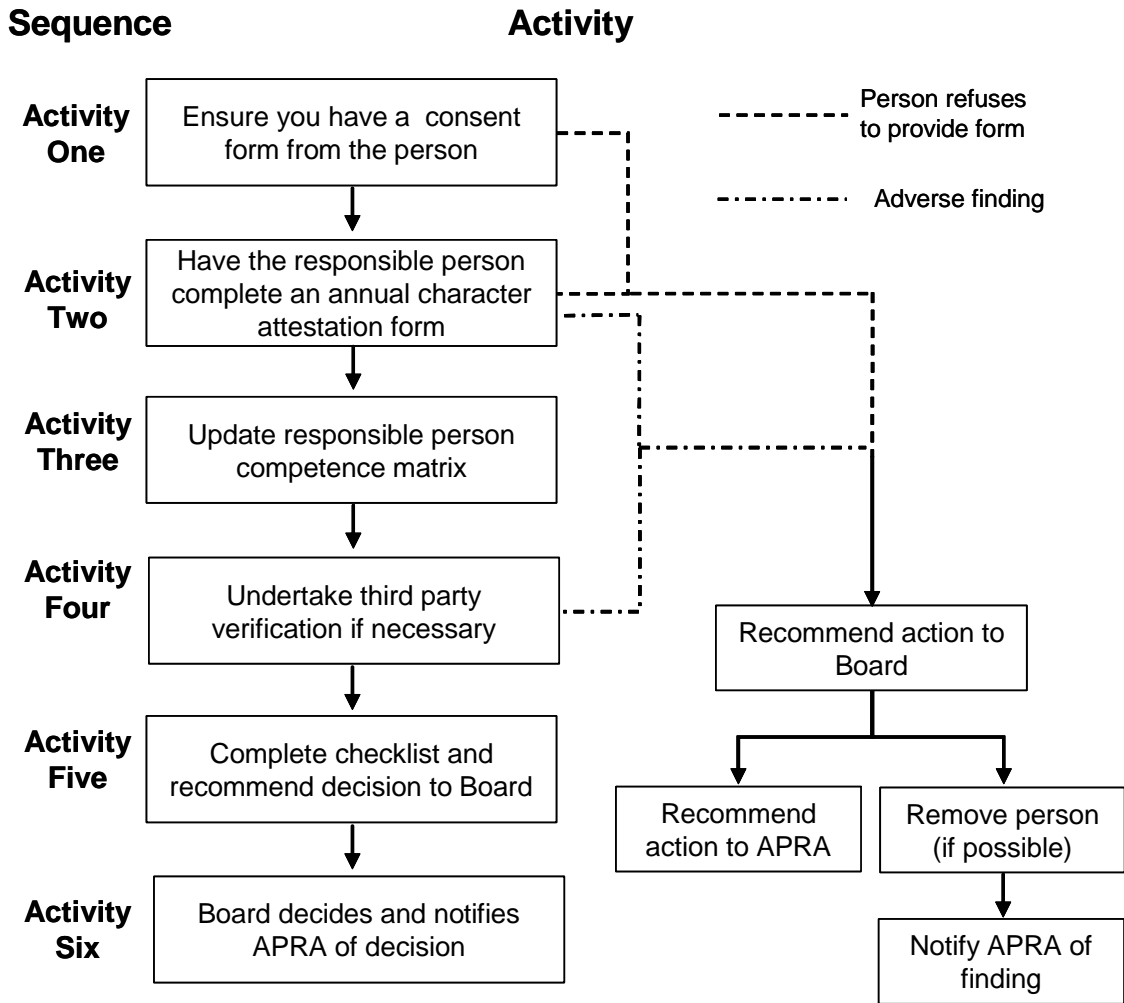 Sequence
Activity
Activity
One
Ensure you have a consent
form from the person
Person refuses
to provide form
Adverse finding
Activity
Two
Have the responsible person
complete an annual character
attestation form
Activity
Three
Update responsible person
competence matrix
Activity
Four
Undertake third party
verification if necessary
Recommend action to
Board
Activity
Five
Complete checklist and
recommend decision to Board
Recommend
action to APRA
Remove person
(if possible)
Activity
Six
Board decides and notifies
APRA of decision
Notify APRA of
finding